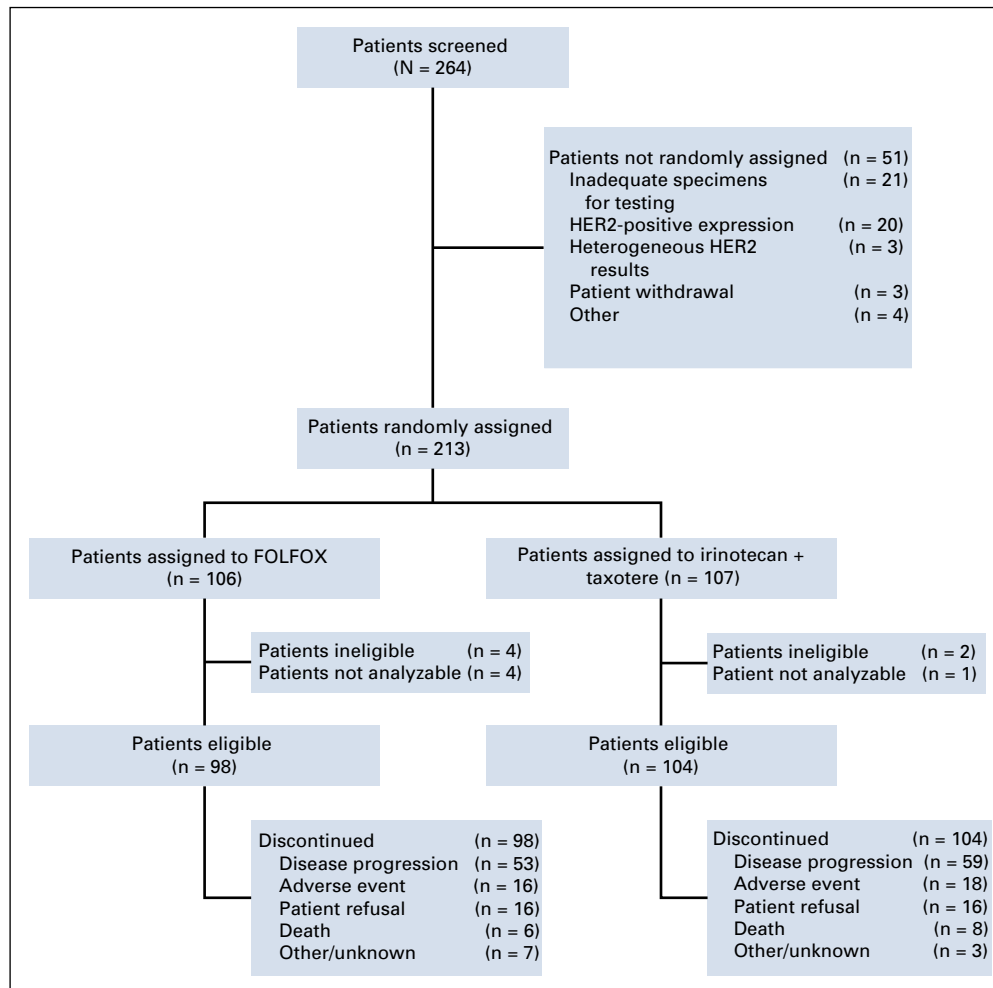 Patients screened
(N = 264)
Patients not randomly assigned (n = 51)
Inadequate specimens (n = 21)
for testing
HER2-positive expression (n = 20)
Heterogeneous HER2 (n = 3)
results
Patient withdrawal (n = 3)
Other (n = 4)
Patients randomly assigned
(n = 213)
Patients assigned to FOLFOX
(n = 106)
Patients assigned to irinotecan +
taxotere (n = 107)
Patients ineligible (n = 4)
Patients not analyzable (n = 4)
Patients ineligible (n = 2)
Patient not analyzable (n = 1)
Patients eligible
(n = 98)
Patients eligible
(n = 104)
Discontinued (n = 98)
Disease progression (n = 53)
Adverse event (n = 16)
Patient refusal (n = 16)
Death (n = 6)
Other/unknown (n = 7)
Discontinued (n = 104)
Disease progression (n = 59)
Adverse event (n = 18)
Patient refusal (n = 16)
Death (n = 8)
Other/unknown (n = 3)